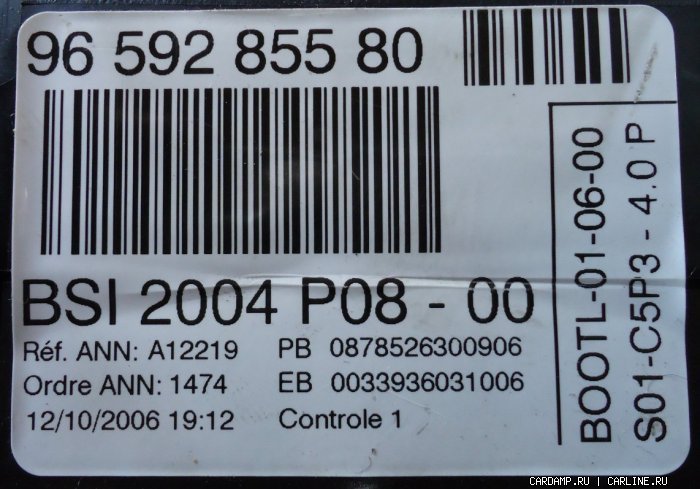 96 592 855 80
BSI 2004 P08 - 00
Réf. ANN: A12219 PB 0878526300906
Ordre ANN: 1474 EB 0033936031006
12/10/2006 19:12 Controle 1
BOOTL-01-06-00
S01-C5P3 - 4.0 P
CARDAMP.RU | CARLINE.RU